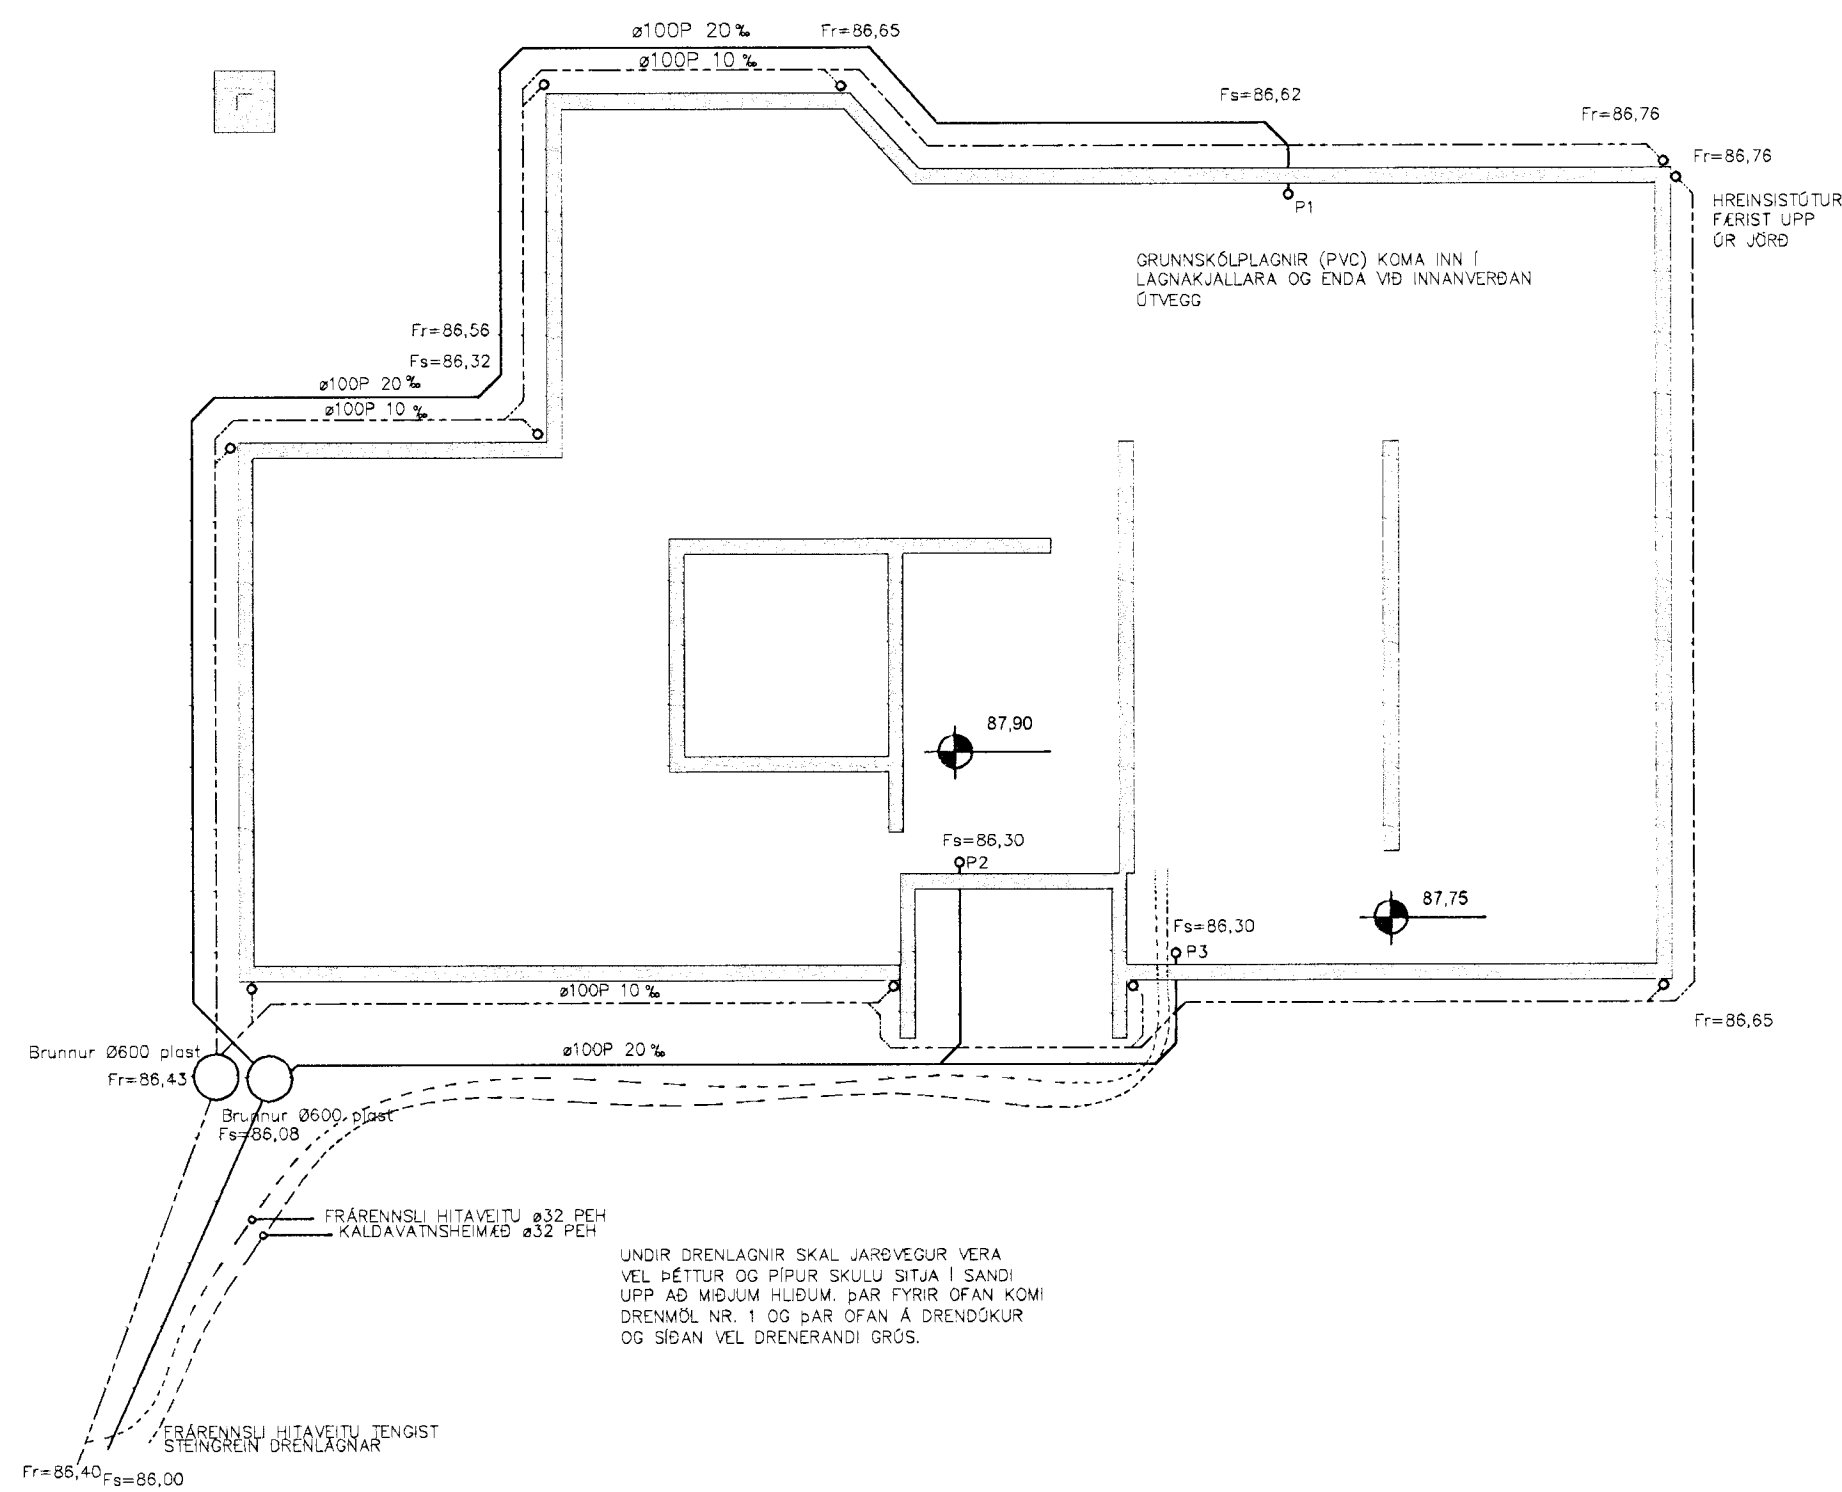 ø100P 20‰
Fr=86,65
ø100P 10‰
Fs=86,62
Fr=86,76
Fr=86,76
HREINSISTÚTUR
FÆRIST UPP
ÚR JÖRÐ
P1
GRUNNSKÓLPLAGNIR (PVC) KOMA INN Í
LAGNAKJALLARA OG ENDA VIÐ INNANVERÐAN
ÚTVEGG
Fr=86,56
Fs=86,32
ø100P 20‰
ø100P 10‰
87,90
Fs=86,30
P2
87,75
Fs=86,30
P3
ø100P 10‰
Fr=86,65
ø100P 20‰
Brunnur Ø600 plast
Fr=86,43
Brunnur Ø600 plast
Fs=86,08
FRÁRENNSLI HITAVEITU ø32 PEH
KALDAVATNSHEIMÆÐ ø32 PEH
UNDIR DRENLAGNIR SKAL JARÐVEGUR VERA
VEL ÞÉTTUR OG PÍPUR SKULU SITJA Í SANDI
UPP AÐ MIÐJUM HLIÐUM. ÞAR FYRIR OFAN KOMI
DRENMÖL NR. 1 OG ÞAR OFAN Á DRENDÚKUR
OG SÍÐAN VEL DRENERANDI GRÚS.
FRÁRENNSLI HITAVEITU TENGIST
STEINGREIN DRENLAGNAR
Fr=86,40
Fs=86,00